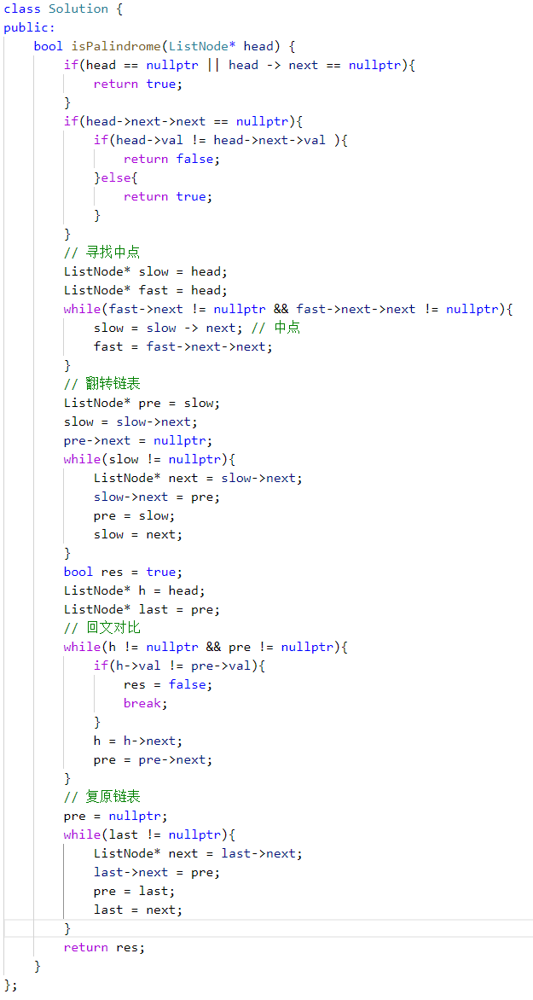 class Solution {
public:
    bool isPalindrome(ListNode* head) {
        if(head == nullptr || head -> next == nullptr){
            return true;
        }
        if(head->next->next == nullptr){
            if(head->val != head->next->val ){
                return false;
            }else{
                return true;
            }
        }
        // 寻找中点
        ListNode* slow = head;
        ListNode* fast = head;
        while(fast->next != nullptr && fast->next->next != nullptr){
            slow = slow -> next; // 中点
            fast = fast->next->next;
        }
        // 翻转链表
        ListNode* pre = slow;
        slow = slow->next;
        pre->next = nullptr;
        while(slow != nullptr){
            ListNode* next = slow->next;
            slow->next = pre;
            pre = slow;
            slow = next;
        }
        bool res = true;
        ListNode* h = head;
        ListNode* last = pre;
        // 回文对比
        while(h != nullptr && pre != nullptr){
            if(h->val != pre->val){
                res = false;
                break;
            }
            h = h->next;
            pre = pre->next;
        }
        // 复原链表
        pre = nullptr;
        while(last != nullptr){
            ListNode* next = last->next;
            last->next = pre;
            pre = last;
            last = next;
        }
        return res;
    }
};